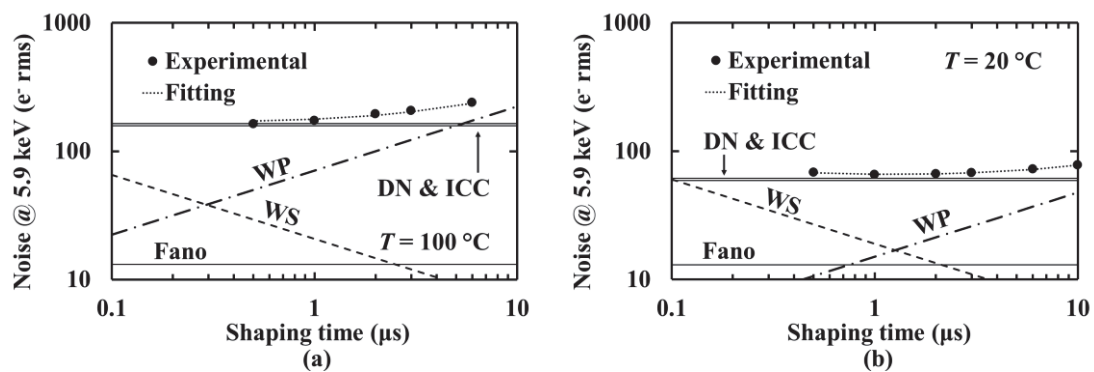 1000
100
10
Noise @ 5.9 keV (e- rms)
Experimental
Fitting
WP
DN & ICC
WS
Fano
T = 100 °C
0.1 1 10
Shaping time (µs)
(a)
1000
100
10
Noise @ 5.9 keV (e- rms)
Experimental
T = 20 °C
Fitting
DN & ICC
WS
WP
Fano
0.1 1 10
Shaping time (µs)
(b)